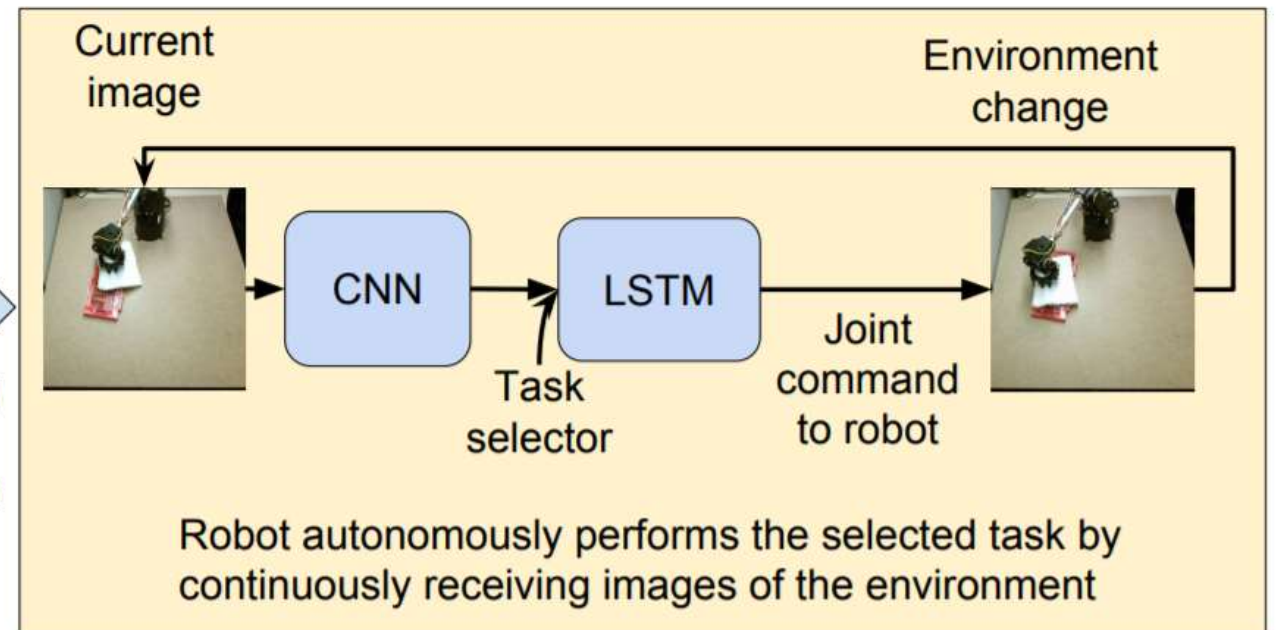 Current
image
Environment
change
CNN
LSTM
Task
selector
Joint
command
to robot
Robot autonomously performs the selected task by
continuously receiving images of the environment